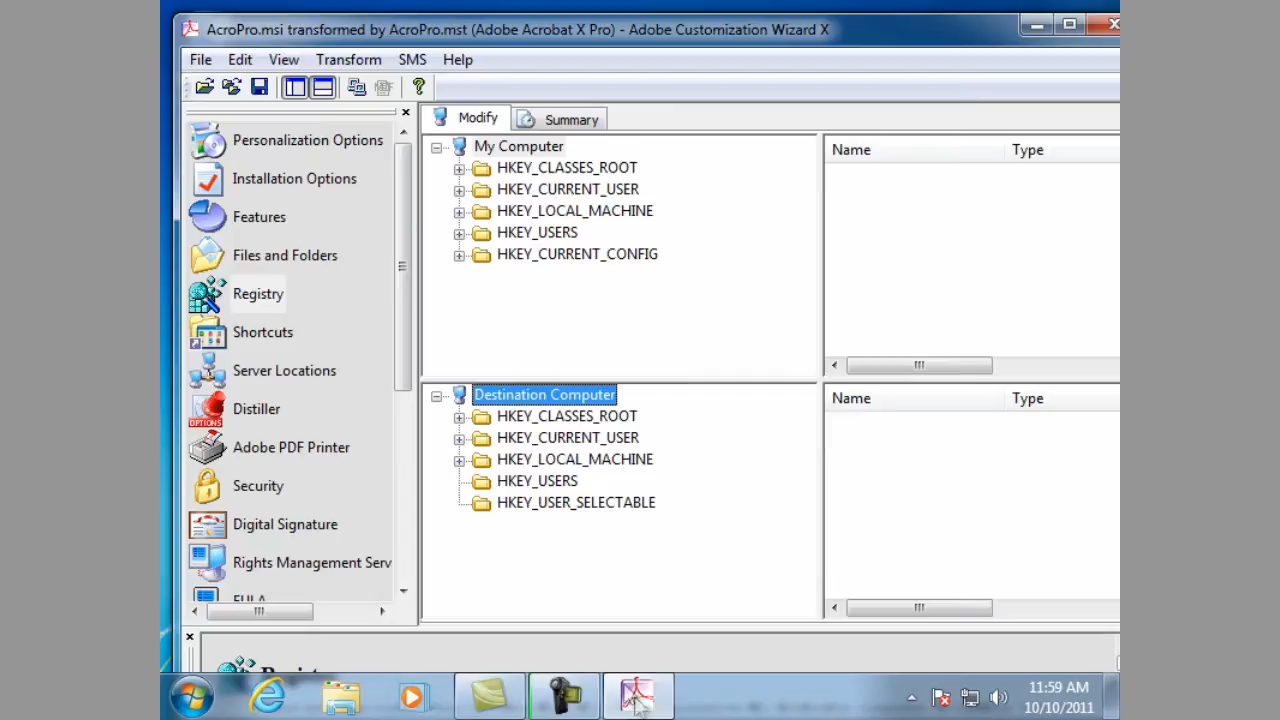 AcroPro.msi transformed by AcroPro.mst (Adobe Acrobat X Pro) - Adobe Customization Wizard X
File Edit View Transform SMS Help
Modify Summary
Personalization Options
Installation Options
Features
Files and Folders
Registry
Shortcuts
Server Locations
OPTIONS
Distiller
Adobe PDF Printer
Security
Digital Signature
Rights Management Serv
My Computer
HKEY_CLASSES_ROOT
HKEY_CURRENT_USER
HKEY_LOCAL_MACHINE
HKEY_USERS
HKEY_CURRENT_CONFIG
Name Type
Destination Computer
HKEY_CLASSES_ROOT
HKEY_CURRENT_USER
HKEY_LOCAL_MACHINE
HKEY_USERS
HKEY_USER_SELECTABLE
Name Type
11:59 AM
10/10/2011